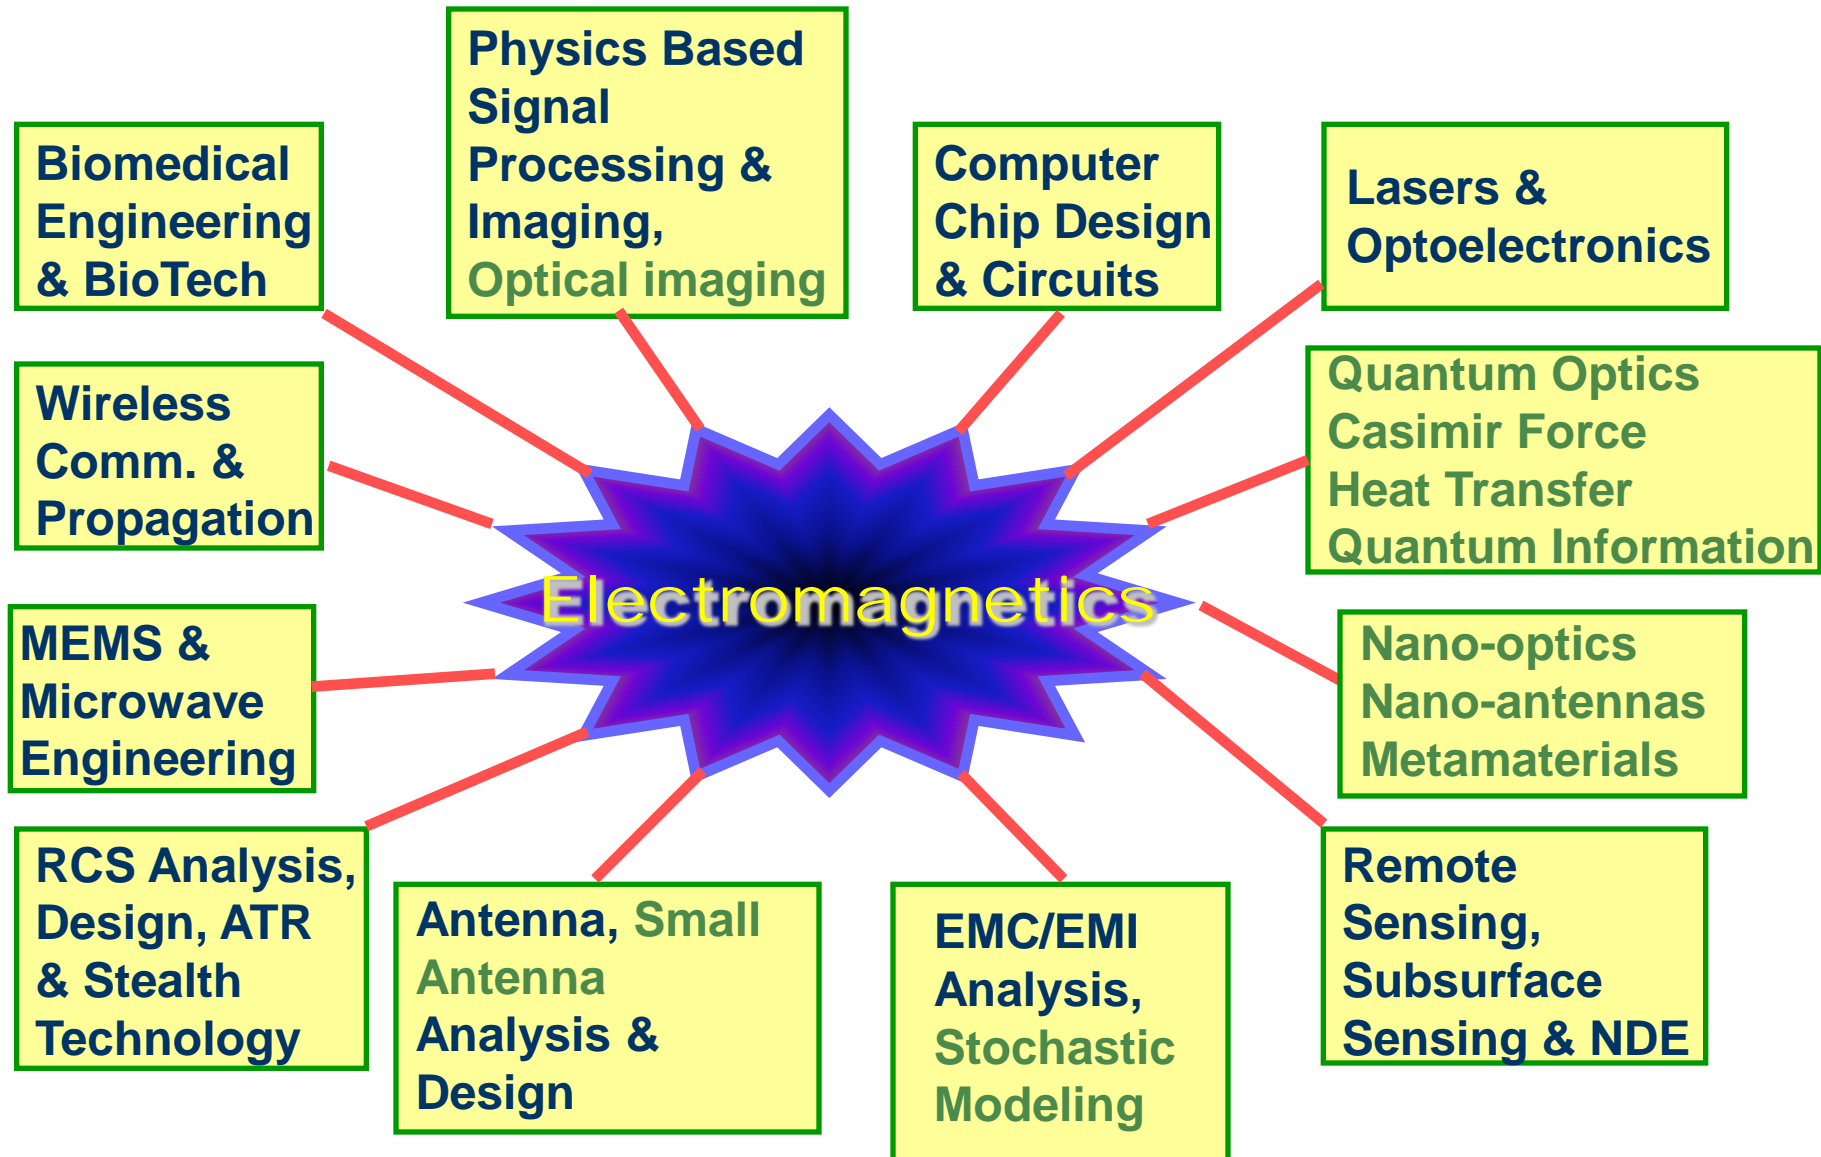 Physics Based
Signal
Processing &
Imaging,
Optical imaging
Biomedical
Engineering
& BioTech
Computer
Chip Design
& Circuits
Lasers &
Optoelectronics
Wireless
Comm. &
Propagation
Quantum Optics
Casimir Force
Heat Transfer
Quantum Information
Electromagnetics
MEMS &
Microwave
Engineering
Nano-optics
Nano-antennas
Metamaterials
RCS Analysis,
Design, ATR
& Stealth
Technology
Antenna, Small
Antenna
Analysis &
Design
EMC/EMI
Analysis,
Stochastic
Modeling
Remote
Sensing,
Subsurface
Sensing & NDE